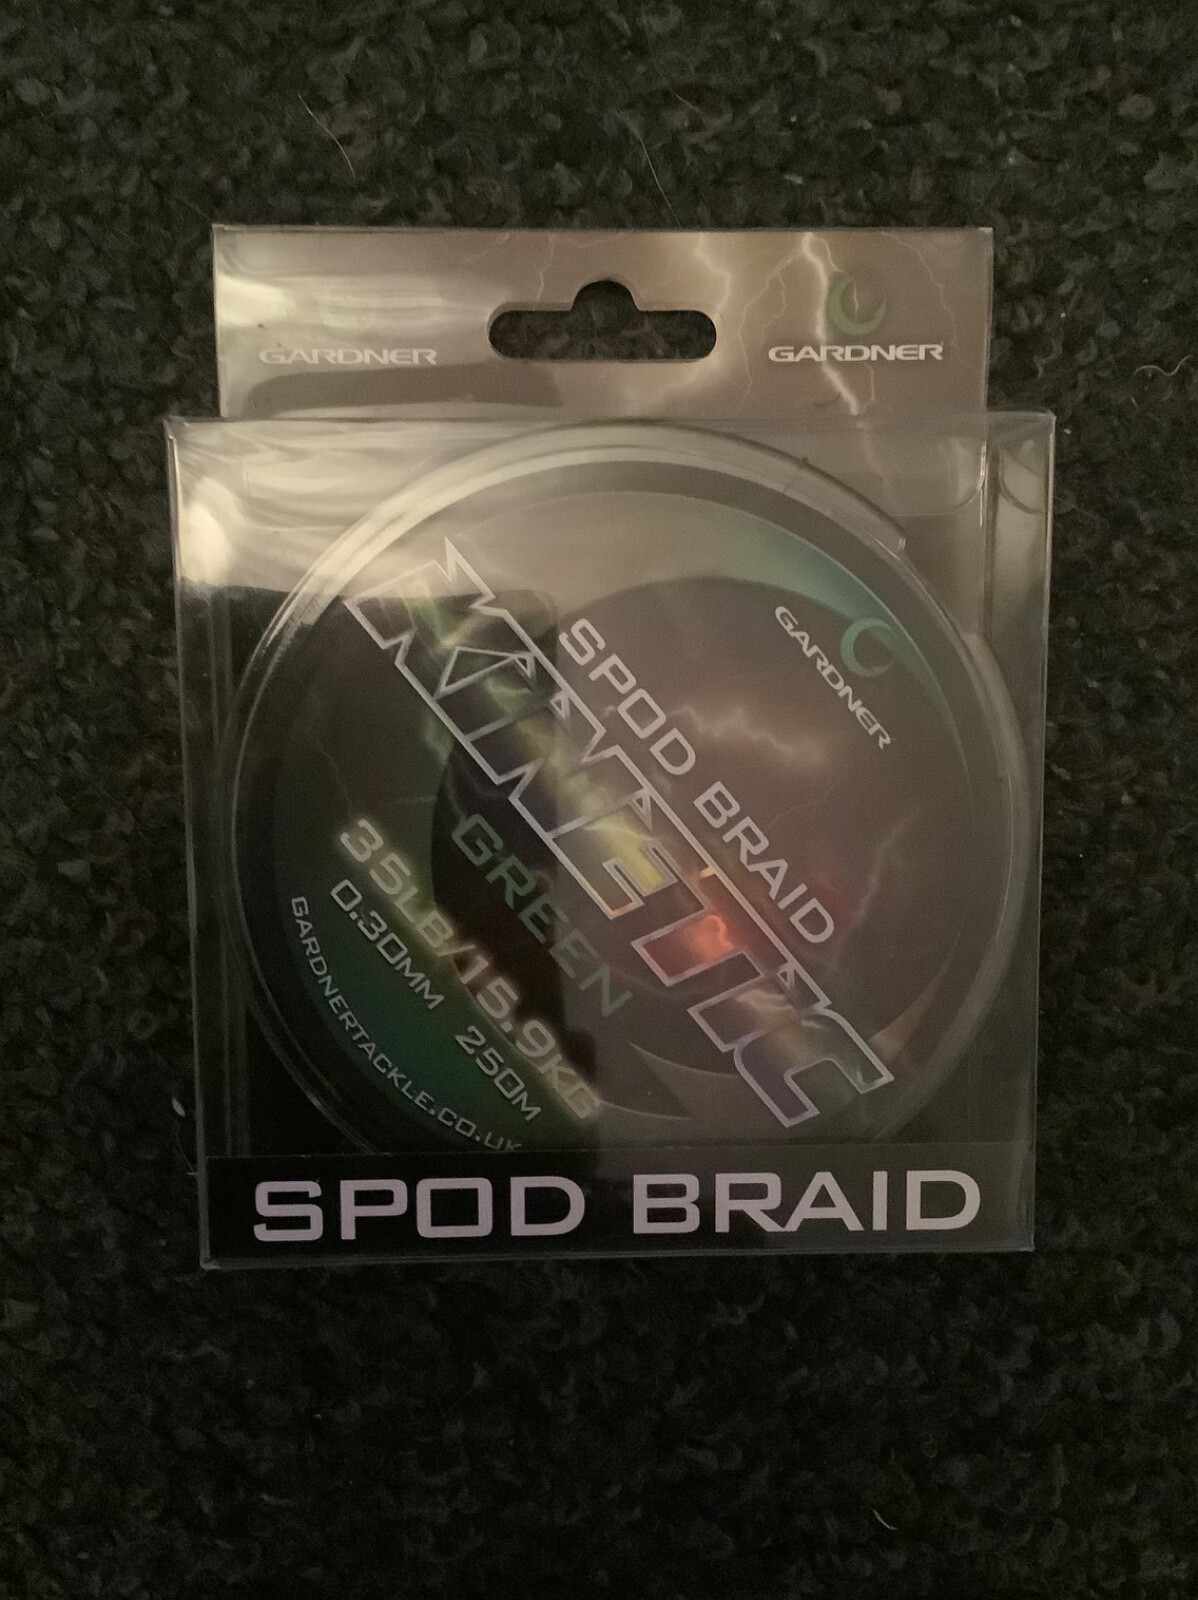 GARDNER
GARDNER
GARDNER
SPOD BRAID
KINETIC
GREEN
35LB/15.9KG
0.30MM 250M
GARDNERTACKLE.CO.UK
SPOD BRAID